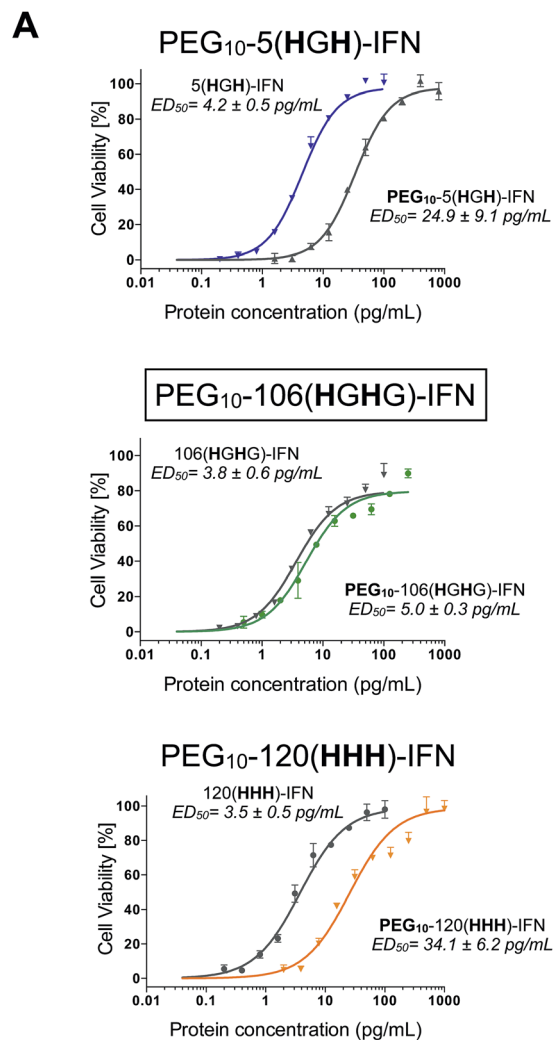 A
PEG10-5(HGH)-IFN
5(HGH)-IFN
ED50= 4.2 ± 0.5 pg/mL
PEG10-5(HGH)-IFN
ED50= 24.9 ± 9.1 pg/mL
Cell Viability [%]
100
80
60
40
20
0
0.01 0.1 1 10 100 1000
Protein concentration (pg/mL)
PEG10-106(HGHG)-IFN
106(HGHG)-IFN
ED50= 3.8 ± 0.6 pg/mL
PEG10-106(HGHG)-IFN
ED50= 5.0 ± 0.3 pg/mL
Cell Viability [%]
100
80
60
40
20
0
0.01 0.1 1 10 100 1000
Protein concentration (pg/mL)
PEG10-120(HHH)-IFN
120(HHH)-IFN
ED50= 3.5 ± 0.5 pg/mL
PEG10-120(HHH)-IFN
ED50= 34.1 ± 6.2 pg/mL
Cell Viability [%]
100
80
60
40
20
0
0.01 0.1 1 10 100 1000
Protein concentration (pg/mL)